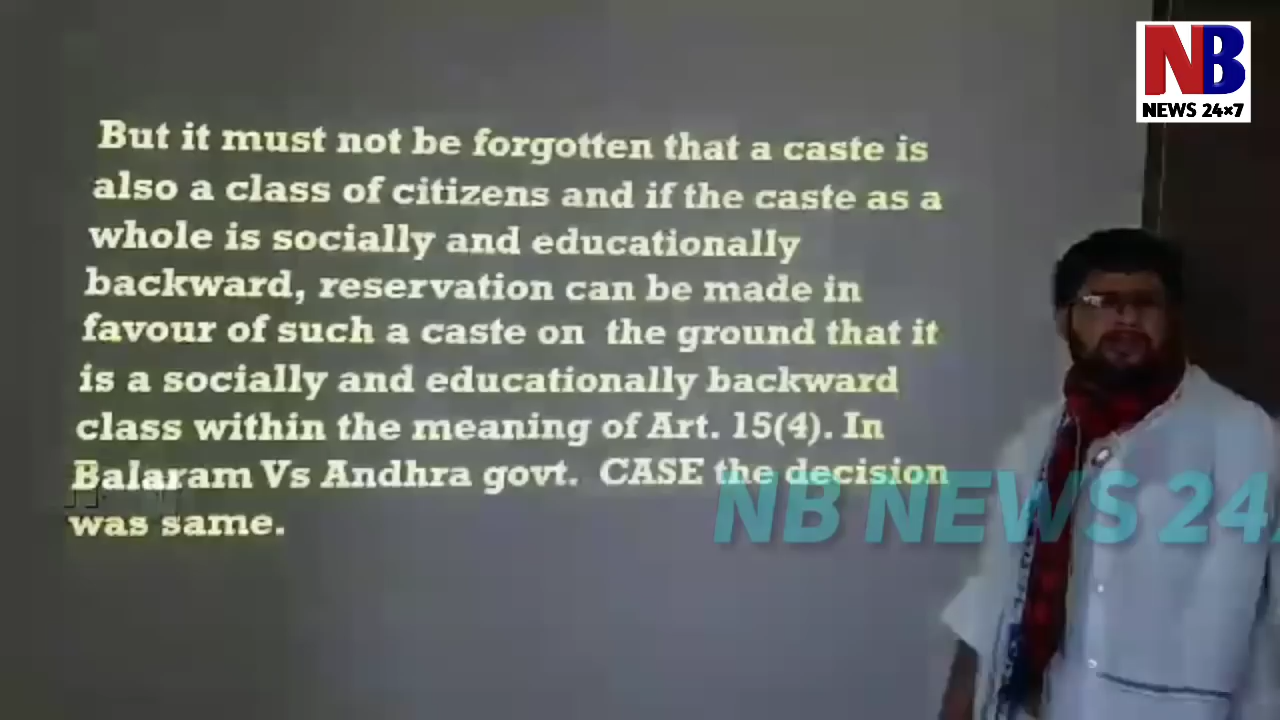 NB
NEWS 24×7
But it must not be forgotten that a caste is
also a class of citizens and if the caste as a
whole is socially and educationally
backward, reservation can be made in
favour of such a caste on the ground that it
is a socially and educationally backward
class within the meaning of Art. 15(4). In
Balaram Vs Andhra govt. CASE the decision
was same.
NB NEWS 24